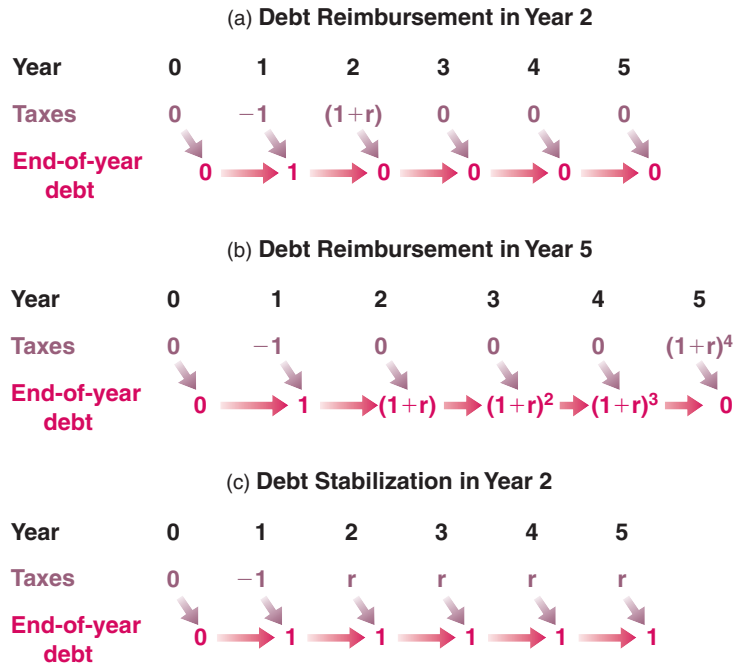 (a) Debt Reimbursement in Year 2
Year 0 1 2 3 4 5
Taxes 0 −1 (1+r) 0 0 0
End-of-year
debt
0 1 0 0 0 0
(b) Debt Reimbursement in Year 5
Year 0 1 2 3 4 5
Taxes 0 −1 0 0 0 (1+r)⁴
End-of-year
debt
0 1 (1+r) (1+r)² (1+r)³ 0
(c) Debt Stabilization in Year 2
Year 0 1 2 3 4 5
Taxes 0 −1 r r r r
End-of-year
debt
0 1 1 1 1 1